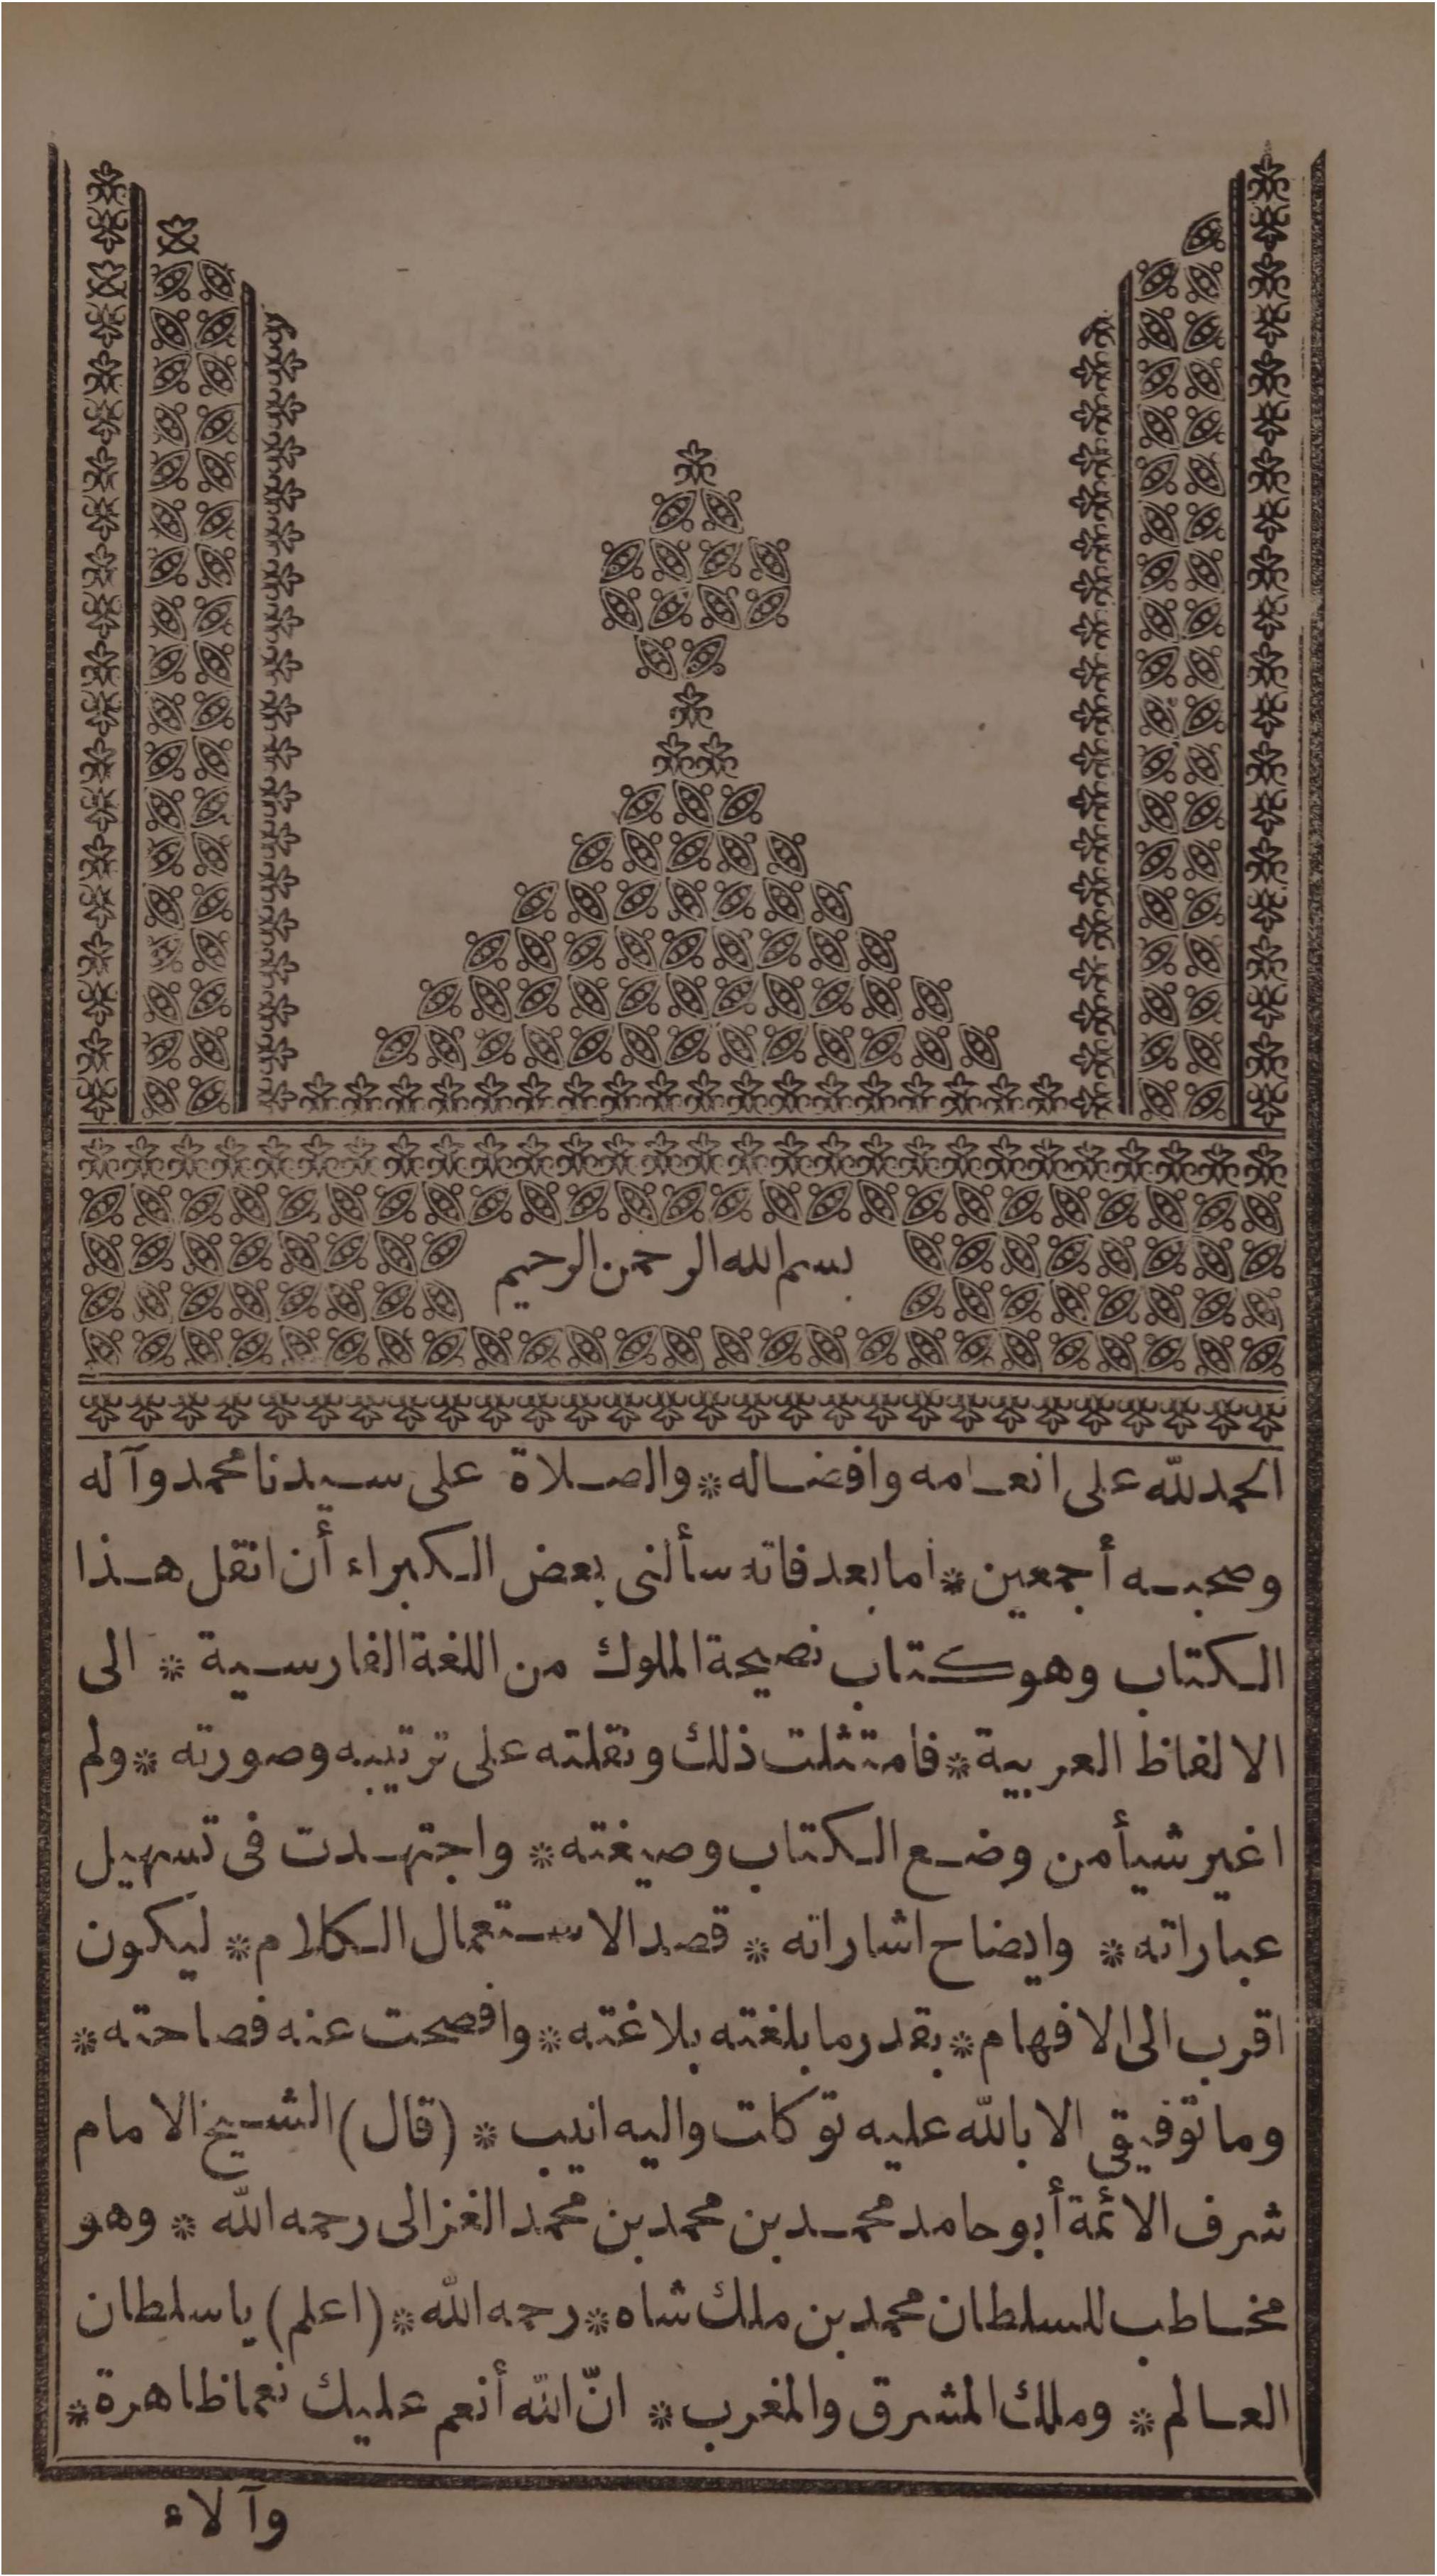 بسم الله الرحمن الرحيم
الحمد لله على انعامه وافضاله * والصلاة على سيدنا محمد وآله
وصحبه أجمعين * اما بعد فانه سألنى بعض الكبراء أن انقل هذا
الكتاب وهو كتاب نصيحة الملوك من اللغة الفارسية * الى
الالفاظ العربية * فامتثلت ذلك ونقلته على ترتيبه وصورته * ولم
اغير شيأ من وضع الكتاب وصيغته * واجتهدت فى تسهيل
عباراته * وايضاح اشاراته * قصد الاستعمال الكلام * ليكون
اقرب الى الافهام * بقدر ما بلغته بلاغته * وافصحت عنه فصاحته *
وما توفيقى الا بالله عليه توكلت واليه انيب * (قال) الشيخ الامام
شرف الائمة أبو حامد محمد بن محمد بن محمد الغزالى رحمه الله * وهو
مخاطب للسلطان محمد بن ملك شاه * رحمه الله * (اعلم) يا سلطان
العالم * وملك المشرق والمغرب * انّ الله أنعم عليك نعما ظاهرة *
وآلاء